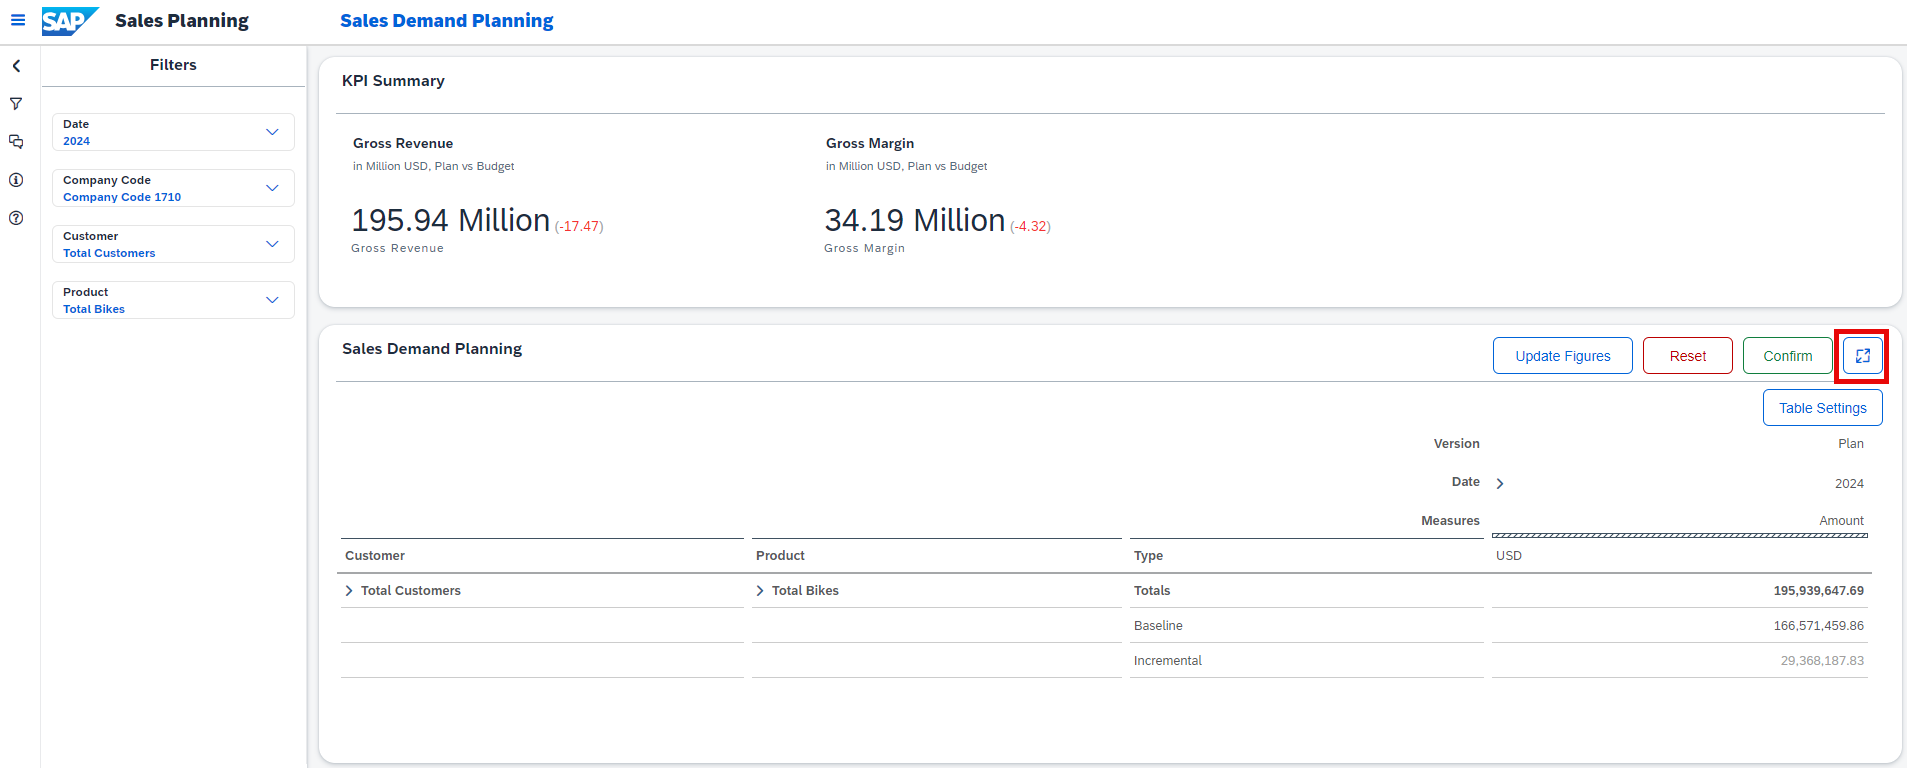 SAP Sales Planning Sales Demand Planning
Filters
Date
2024
Company Code
Company Code 1710
Customer
Total Customers
Product
Total Bikes
KPI Summary
Gross Revenue
in Million USD, Plan vs Budget
195.94 Million (-17.47)
Gross Revenue
Gross Margin
in Million USD, Plan vs Budget
34.19 Million (-4.32)
Gross Margin
Sales Demand Planning
Update Figures Reset Confirm
Table Settings
Version Plan
Date 2024
Measures Amount
Customer Product Type USD
Total Customers Total Bikes Totals 195,939,647.69
Baseline 166,571,459.86
Incremental 29,368,187.83